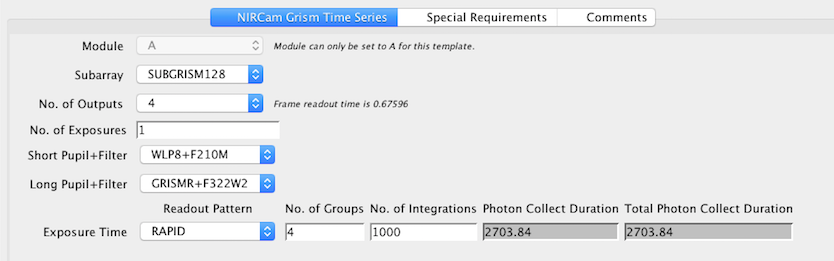 NIRCam Grism Time Series Special Requirements Comments
Module A Module can only be set to A for this template.
Subarray SUBGRISM128
No. of Outputs 4 Frame readout time is 0.67596
No. of Exposures 1
Short Pupil+Filter WLP8+F210M
Long Pupil+Filter GRISMR+F322W2
Readout Pattern No. of Groups No. of Integrations Photon Collect Duration Total Photon Collect Duration
Exposure Time RAPID 4 1000 2703.84 2703.84